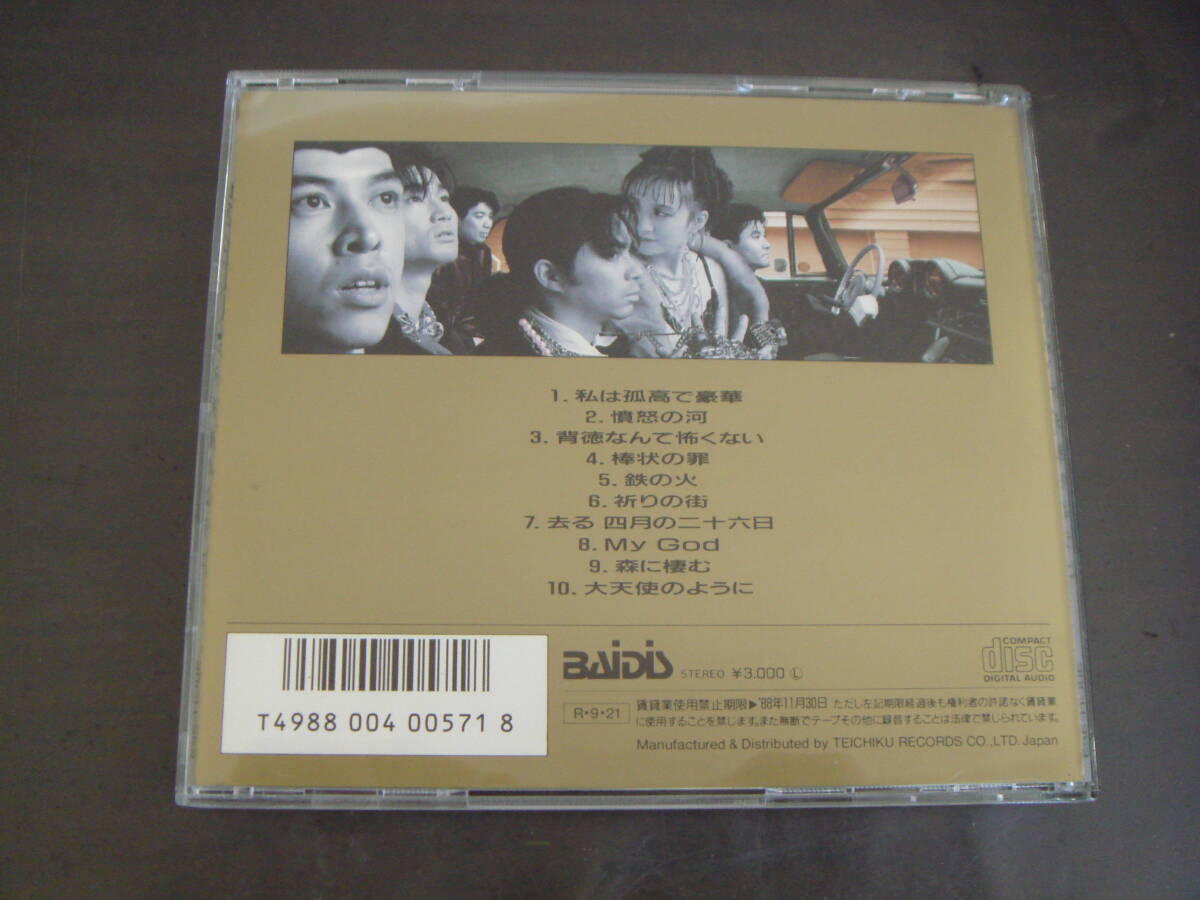 1. 私は孤高で豪華
2. 憤怒の河
3. 背徳なんて怖くない
4. 棒状の罪
5. 鉄の火
6. 祈りの街
7. 去る 四月の二十六日
8. My God
9. 森に棲む
10. 大天使のように
T4988 004 00571 8
BAiDiS STEREO ¥3,000 Ⓛ
COMPACT
disc
DIGITAL AUDIO
R・9・21
賃貸業使用禁止期限▶'88年11月30日 ただし左記期限経過後も権利者の許諾なく賃貸業
に使用することを禁じます。また無断でテープその他に録音することは法律で禁じられています。
Manufactured & Distributed by TEICHIKU RECORDS CO.,LTD. Japan